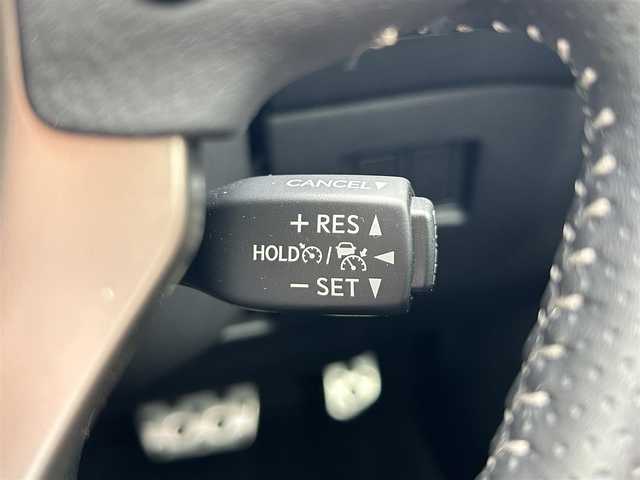 CANCEL▼
+ RES ▲
HOLD / ◀
− SET ▼